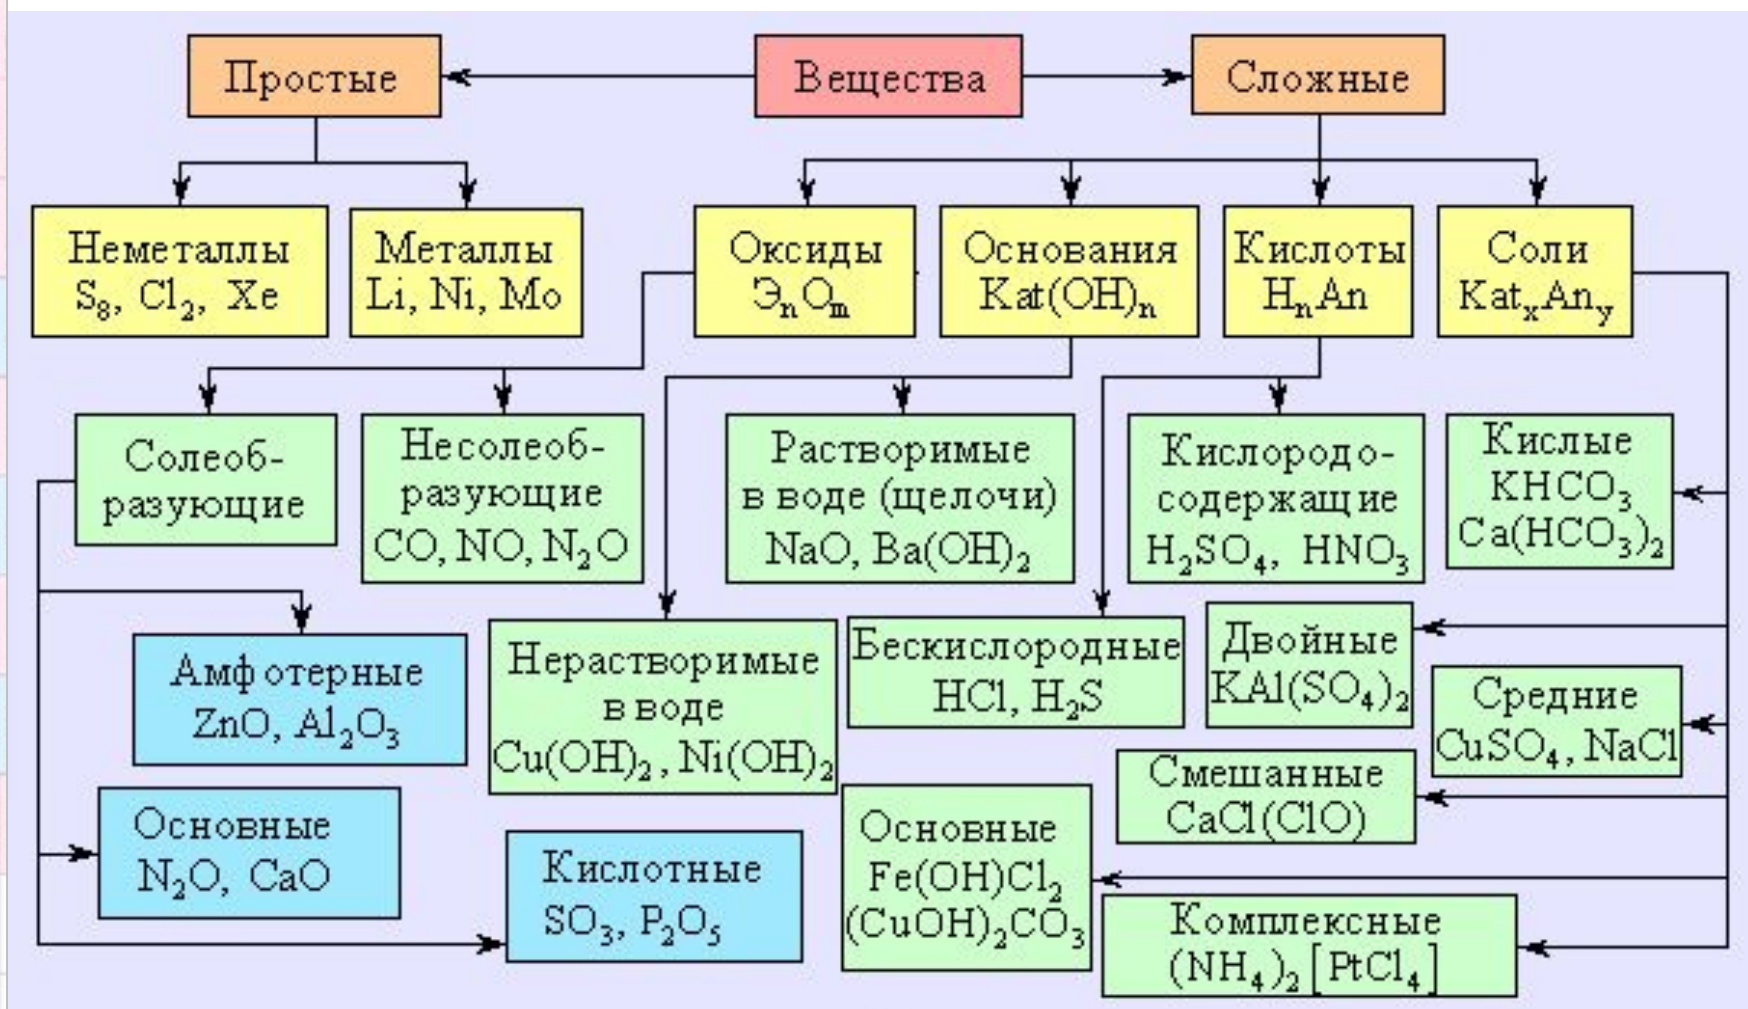 Простые
Вещества
Сложные
Неметаллы
S₈, Cl₂, Xe
Металлы
Li, Ni, Mo
Оксиды
ЭₙOₘ
Основания
Kat(OH)ₙ
Кислоты
HₙAn
Соли
KatₓAnᵧ
Солеоб-
разующие
Несолеоб-
разующие
CO, NO, N₂O
Растворимые
в воде (щелочи)
NaO, Ba(OH)₂
Кислородо-
содержащие
H₂SO₄, HNO₃
Кислые
KHCO₃
Ca(HCO₃)₂
Амфотерные
ZnO, Al₂O₃
Нерастворимые
в воде
Cu(OH)₂, Ni(OH)₂
Бескислородные
HCl, H₂S
Двойные
KAl(SO₄)₂
Средние
CuSO₄, NaCl
Смешанные
CaCl(ClO)
Основные
N₂O, CaO
Кислотные
SO₃, P₂O₅
Основные
Fe(OH)Cl₂
(CuOH)₂CO₃
Комплексные
(NH₄)₂[PtCl₄]